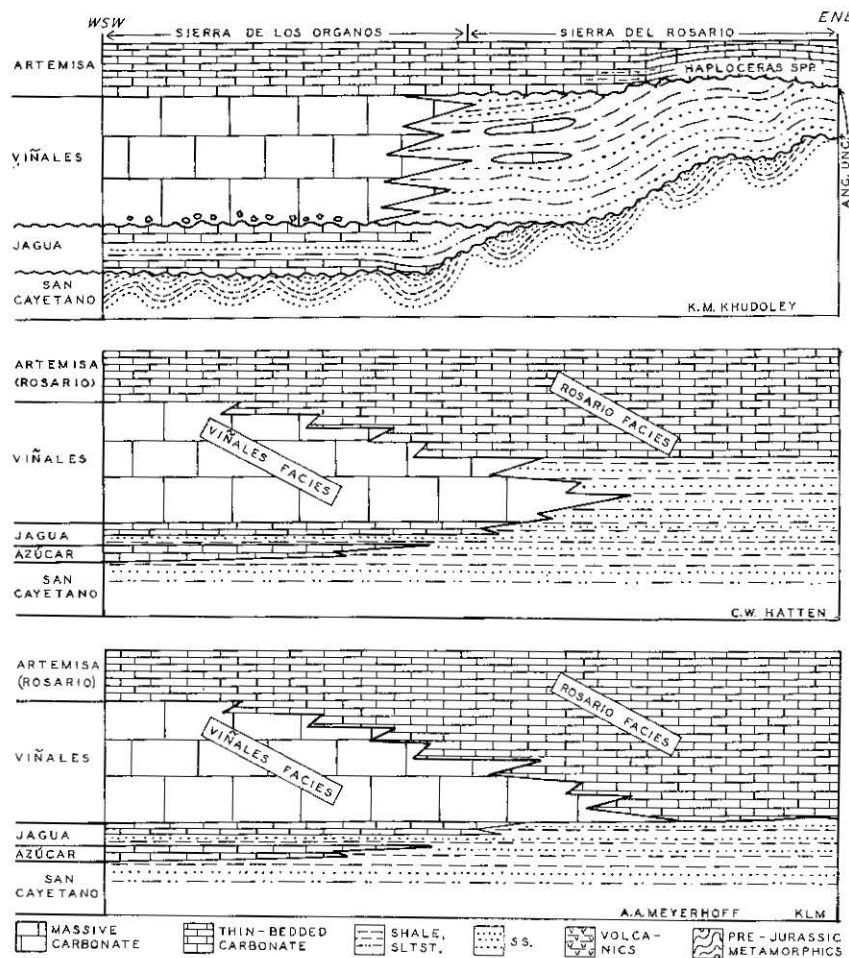 WSW
ENE
SIERRA DE LOS ORGANOS
SIERRA DEL ROSARIO
ARTEMISA
HAPLOCERAS SPP.
VIÑALES
ANG. UNC.
JAGUA
SAN
CAYETANO
K.M. KHUDOLEY
ARTEMISA
(ROSARIO)
ROSARIO FACIES
VIÑALES
VIÑALES FACIES
JAGUA
AZÚCAR
SAN
CAYETANO
C.W. HATTEN
ARTEMISA
(ROSARIO)
ROSARIO FACIES
VIÑALES
VIÑALES FACIES
JAGUA
AZÚCAR
SAN
CAYETANO
A.A. MEYERHOFF KLM
MASSIVE
CARBONATE
THIN-BEDDED
CARBONATE
SHALE,
SLTST.
SS.
VOLCA-
NICS
PRE-JURASSIC
METAMORPHICS